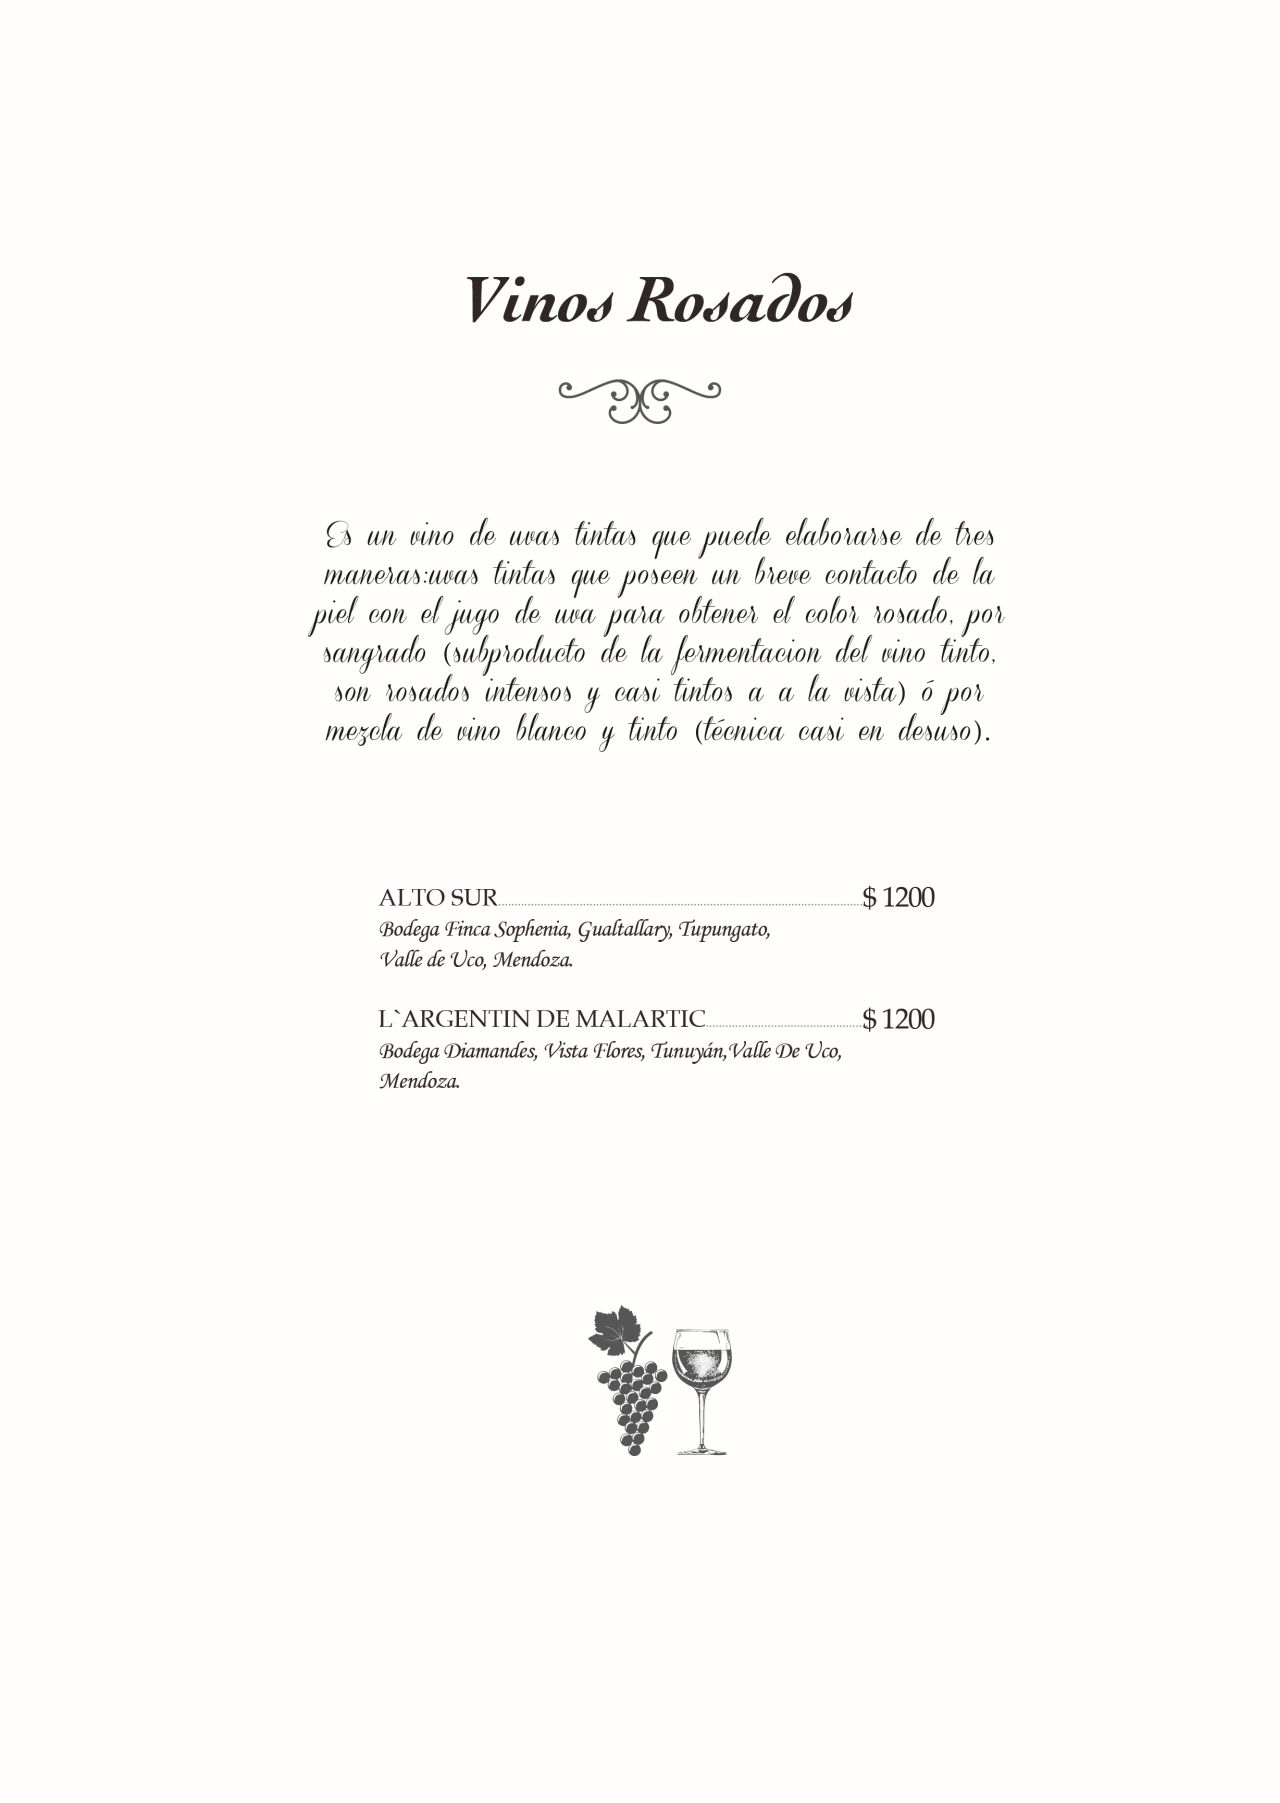 Vinos Rosados
Es un vino de uvas tintas que puede elaborarse de tres
maneras:uvas tintas que poseen un breve contacto de la
piel con el jugo de uva para obtener el color rosado, por
sangrado (subproducto de la fermentacion del vino tinto,
son rosados intensos y casi tintos a a la vista) ó por
mezcla de vino blanco y tinto (técnica casi en desuso).
ALTO SUR $ 1200
Bodega Finca Sophenia, Gualtallary, Tupungato,
Valle de Uco, Mendoza.
L`ARGENTIN DE MALARTIC $ 1200
Bodega Diamandes, Vista Flores, Tunuyán,Valle De Uco,
Mendoza.